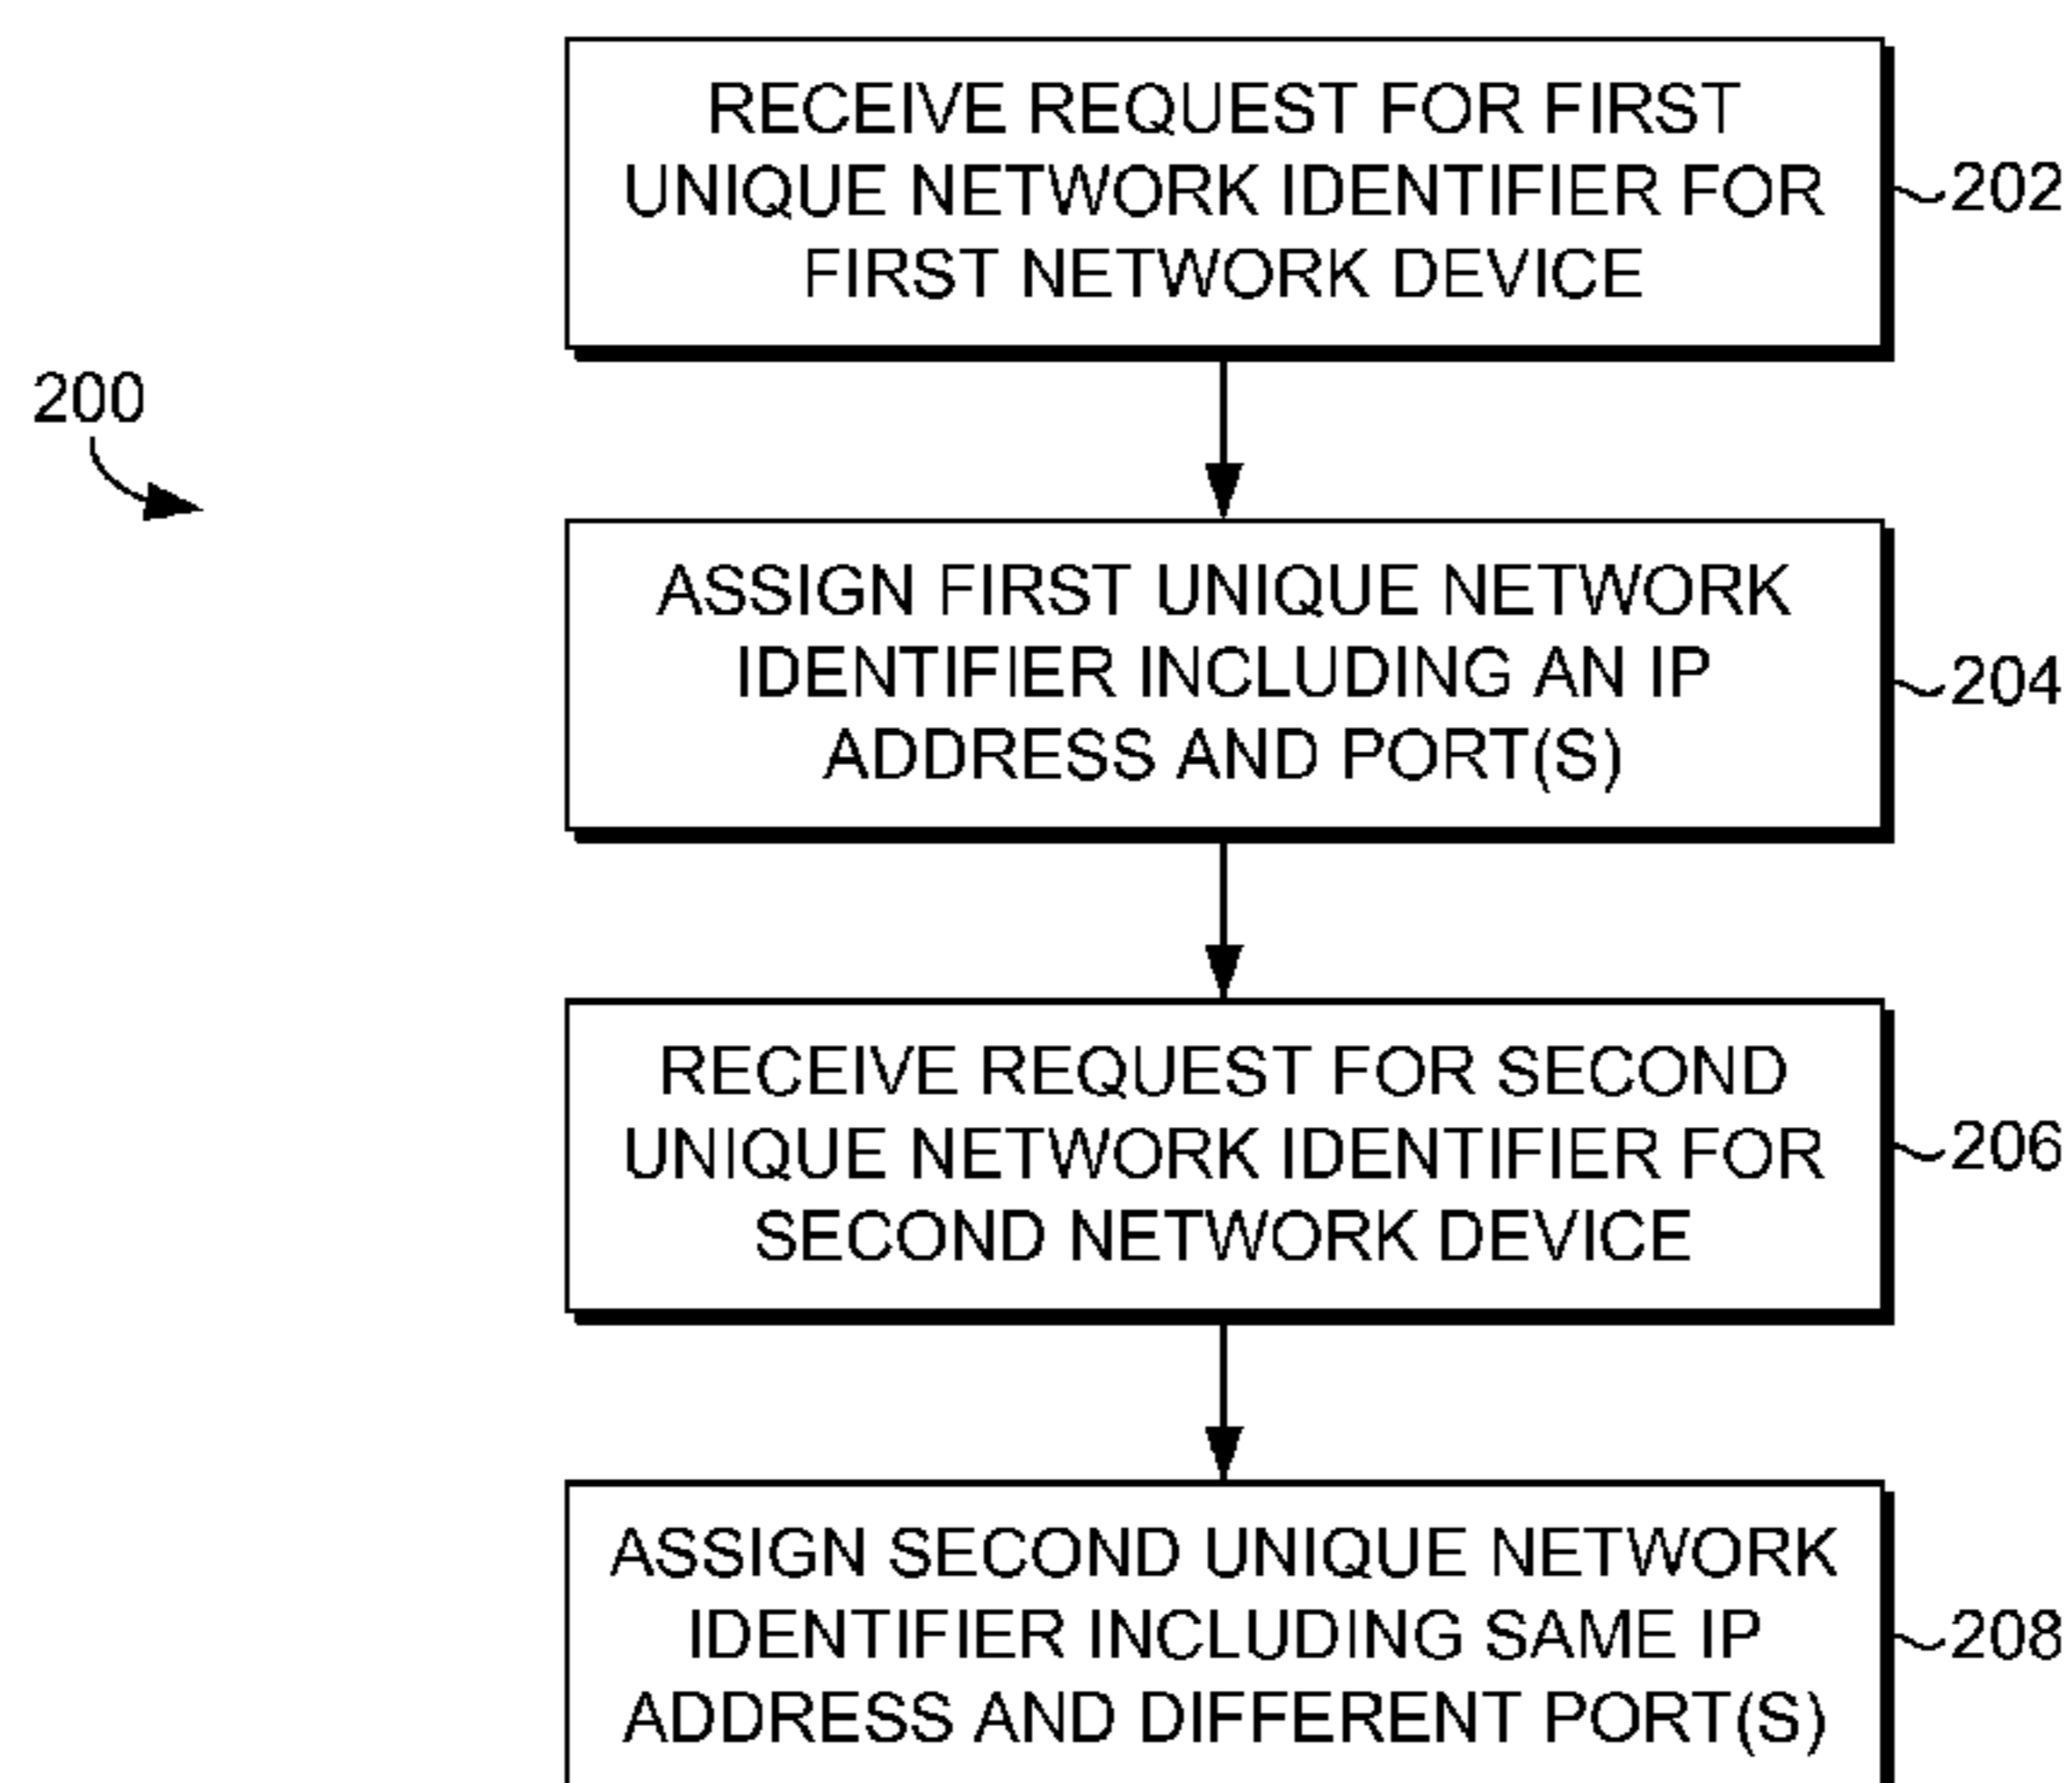 RECEIVE REQUEST FOR FIRST
UNIQUE NETWORK IDENTIFIER FOR
FIRST NETWORK DEVICE
202
200
ASSIGN FIRST UNIQUE NETWORK
IDENTIFIER INCLUDING AN IP
ADDRESS AND PORT(S)
204
RECEIVE REQUEST FOR SECOND
UNIQUE NETWORK IDENTIFIER FOR
SECOND NETWORK DEVICE
206
ASSIGN SECOND UNIQUE NETWORK
IDENTIFIER INCLUDING SAME IP
ADDRESS AND DIFFERENT PORT(S)
208